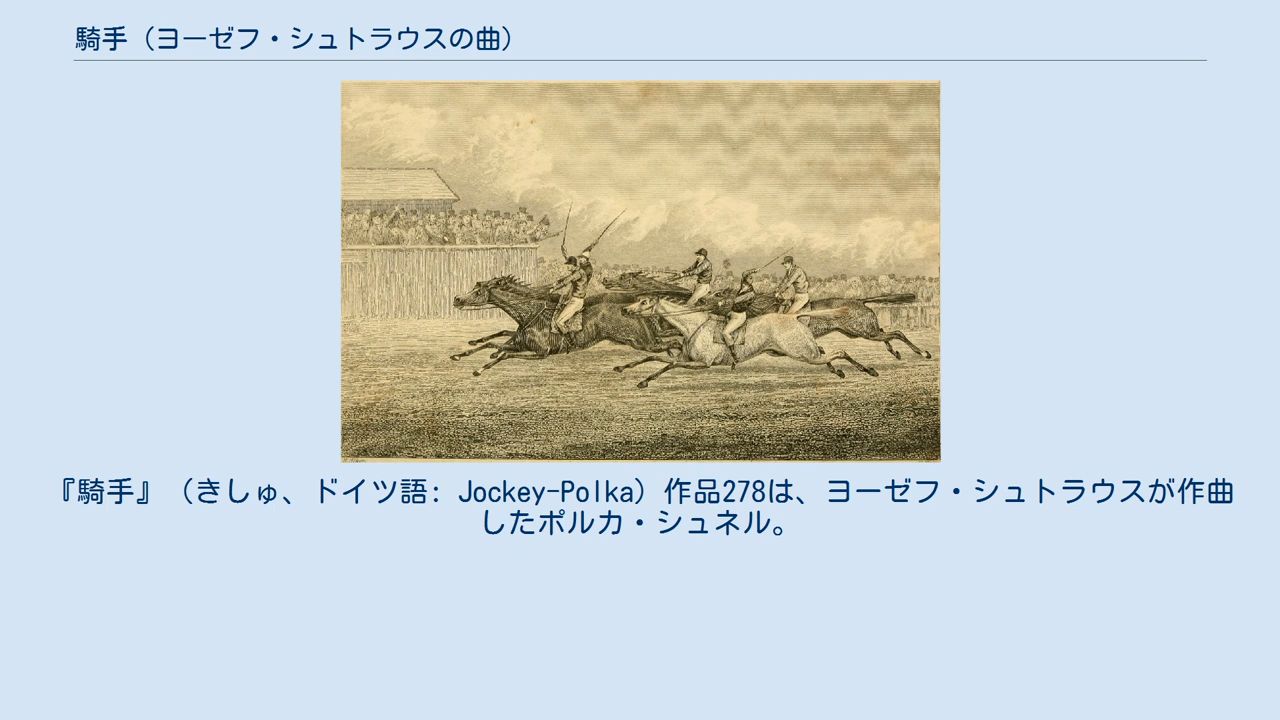 騎手（ヨーゼフ・シュトラウスの曲）
『騎手』（きしゅ、ドイツ語: Jockey-Polka）作品278は、ヨーゼフ・シュトラウスが作曲
したポルカ・シュネル。